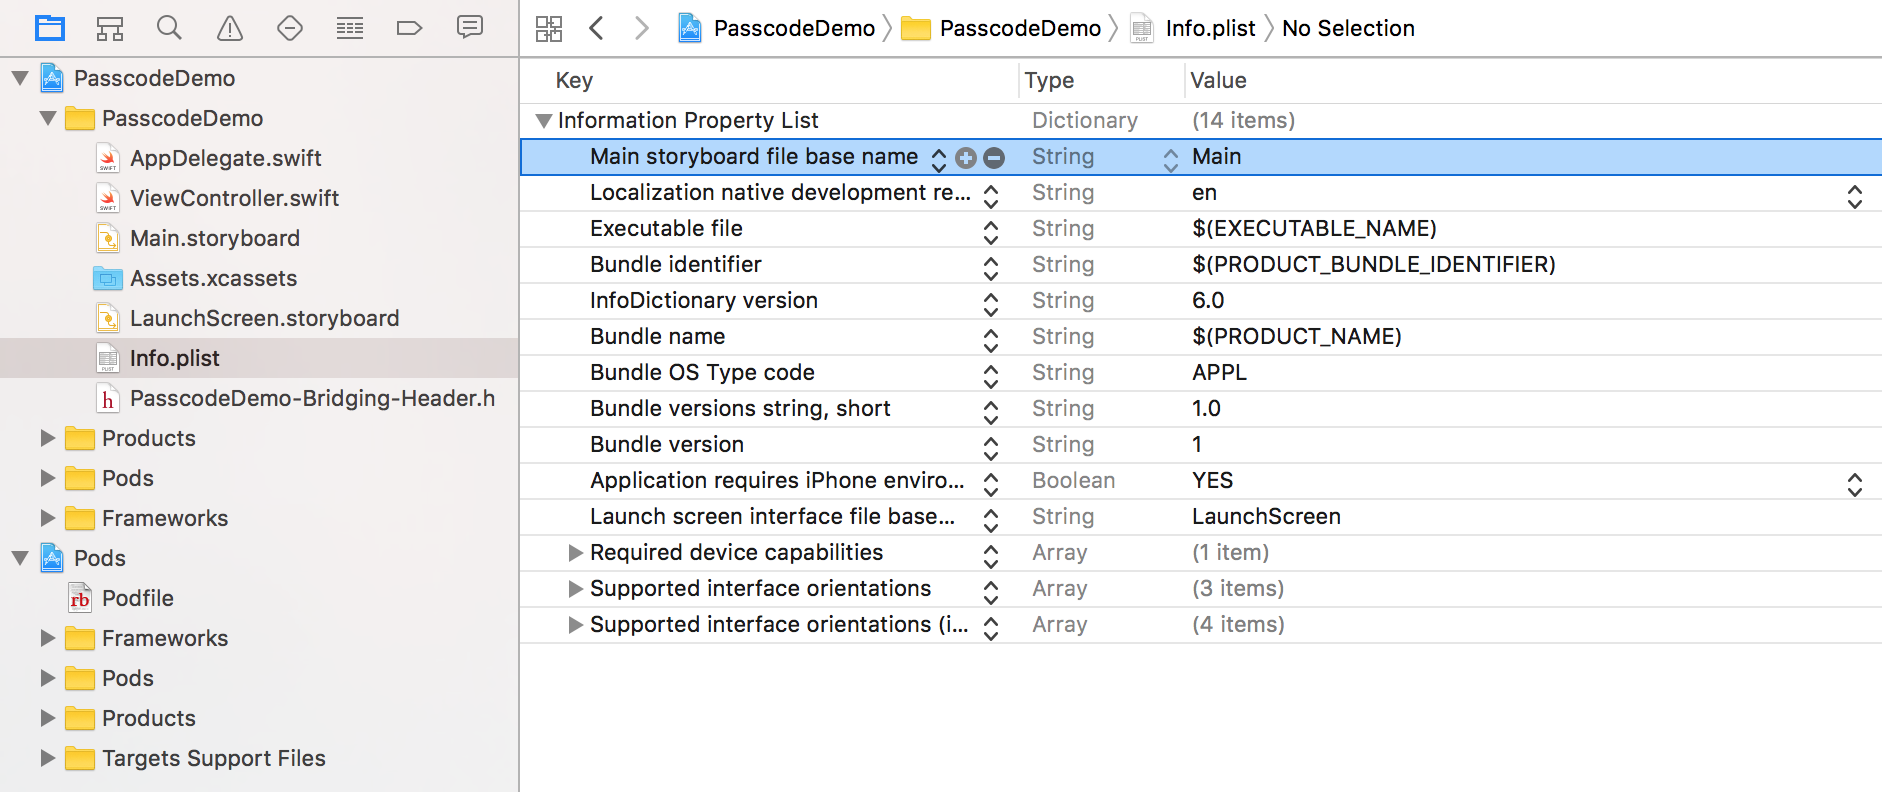 PasscodeDemo
PasscodeDemo
AppDelegate.swift
ViewController.swift
Main.storyboard
Assets.xcassets
LaunchScreen.storyboard
Info.plist
PasscodeDemo-Bridging-Header.h
Products
Pods
Frameworks
Pods
Podfile
Frameworks
Pods
Products
Targets Support Files
PasscodeDemo PasscodeDemo Info.plist No Selection
Key Type Value
Information Property List Dictionary (14 items)
Main storyboard file base name String Main
Localization native development re... String en
Executable file String $(EXECUTABLE_NAME)
Bundle identifier String $(PRODUCT_BUNDLE_IDENTIFIER)
InfoDictionary version String 6.0
Bundle name String $(PRODUCT_NAME)
Bundle OS Type code String APPL
Bundle versions string, short String 1.0
Bundle version String 1
Application requires iPhone enviro... Boolean YES
Launch screen interface file base... String LaunchScreen
Required device capabilities Array (1 item)
Supported interface orientations Array (3 items)
Supported interface orientations (i... Array (4 items)